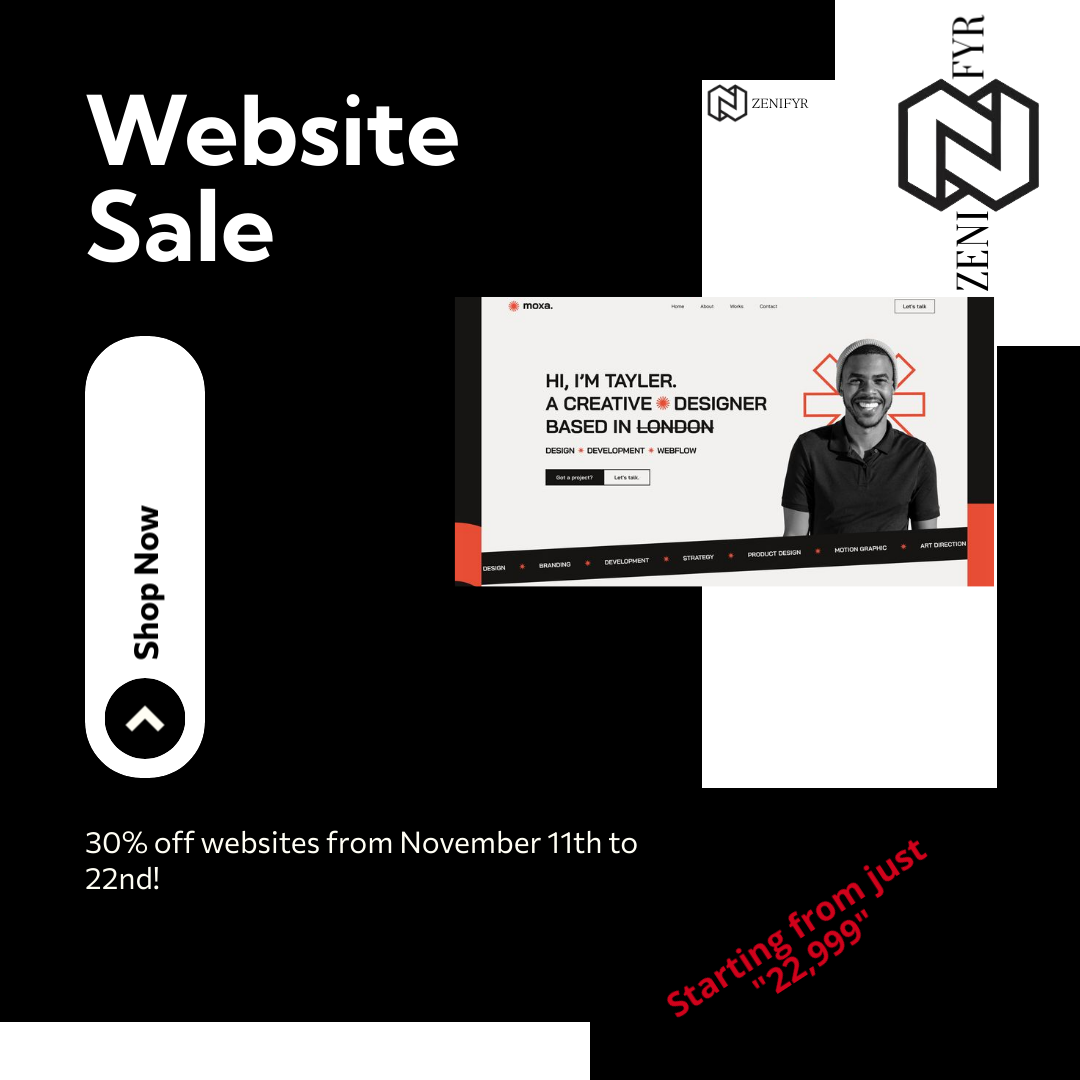 Website
Sale
ZENIFYR
ZENI FYR
moxa.
Home About Works Contact
Let's talk
HI, I'M TAYLER.
A CREATIVE DESIGNER
BASED IN LONDON
DESIGN DEVELOPMENT WEBFLOW
Got a project? Let's talk.
DESIGN BRANDING DEVELOPMENT STRATEGY PRODUCT DESIGN MOTION GRAPHIC ART DIRECTION
Shop Now
30% off websites from November 11th to
22nd!
Starting from just
"22,999"